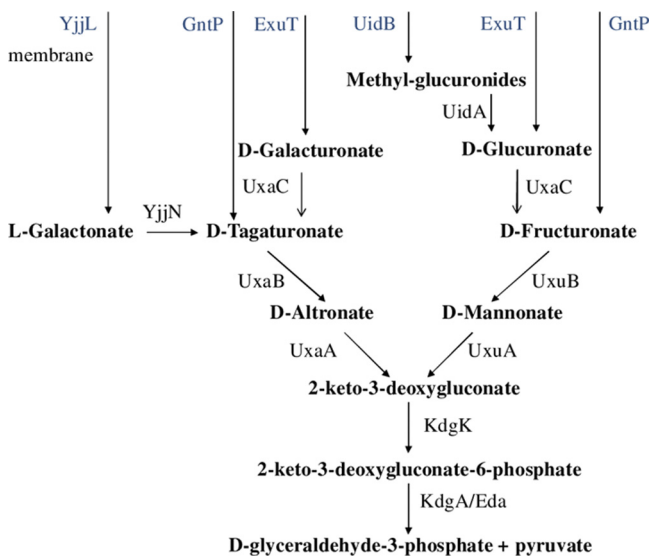 YjjL GntP ExuT UidB ExuT GntP
membrane
Methyl-glucuronides
UidA
D-Galacturonate D-Glucuronate
UxaC UxaC
YjjN
L-Galactonate D-Tagaturonate D-Fructuronate
UxaB UxuB
D-Altronate D-Mannonate
UxaA UxuA
2-keto-3-deoxygluconate
KdgK
2-keto-3-deoxygluconate-6-phosphate
KdgA/Eda
D-glyceraldehyde-3-phosphate + pyruvate